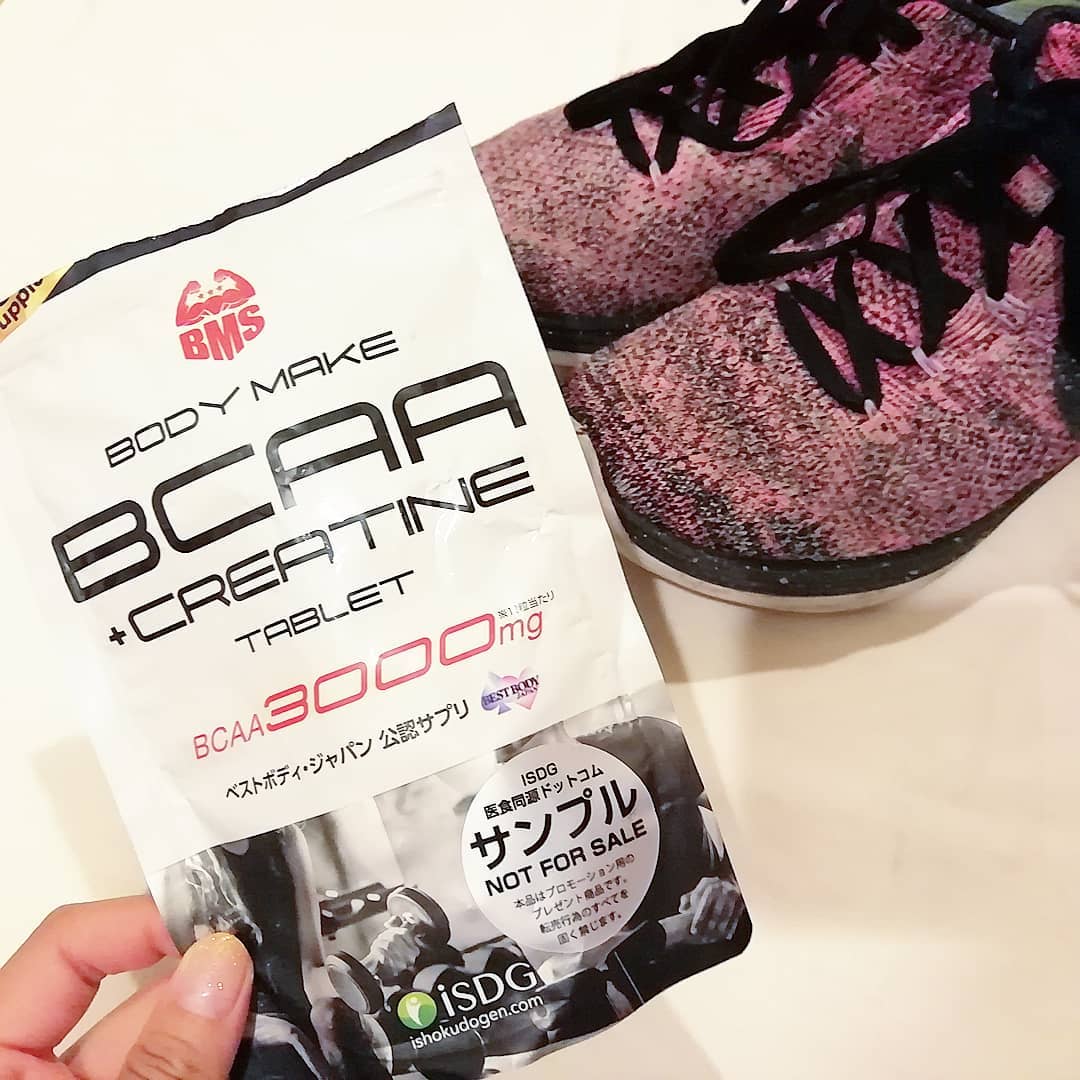 BMS
BODY MAKE
BCAA
+CREATINE
TABLET
※1単位当たり
BCAA3000mg
ベストボディ・ジャパン 公認サプリ
BEST BODY
JAPAN
ISDG
医食同源ドットコム
サンプル
NOT FOR SALE
本品はプロモーション用の
プレゼント商品です。
転売行為のすべてを
固く禁じます。
iSDG
ishokudogen.com